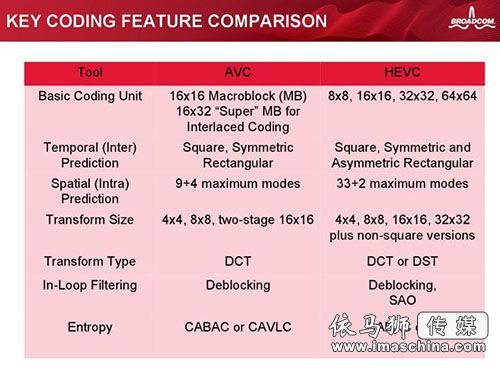 KEY CODING FEATURE COMPARISON
BROADCOM
Tool AVC HEVC
Basic Coding Unit 16x16 Macroblock (MB) 8x8, 16x16, 32x32, 64x64
16x32 “Super” MB for
Interlaced Coding
Temporal (Inter) Square, Symmetric Square, Symmetric and
Prediction Rectangular Asymmetric Rectangular
Spatial (Intra) 9+4 maximum modes 33+2 maximum modes
Prediction
Transform Size 4x4, 8x8, two-stage 16x16 4x4, 8x8, 16x16, 32x32
plus non-square versions
Transform Type DCT DCT or DST
In-Loop Filtering Deblocking Deblocking,
SAO
Entropy CABAC or CAVLC
依马狮传媒
www.imaschina.com